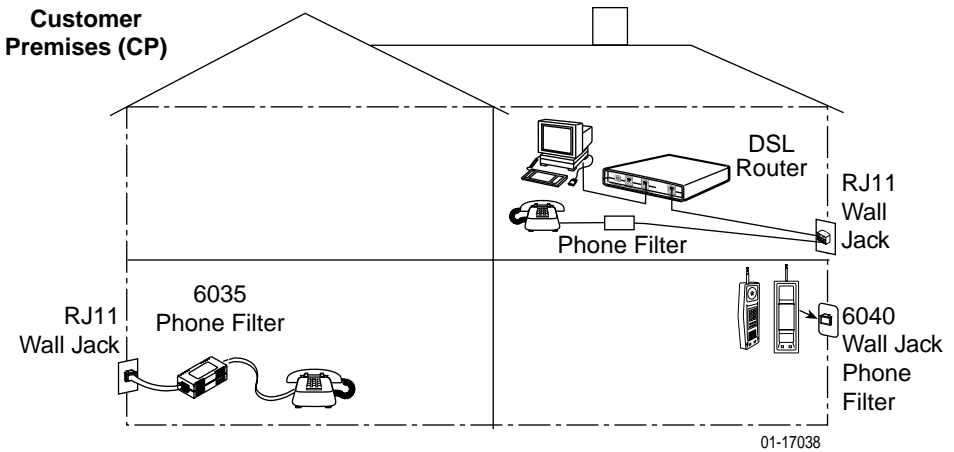 Customer
Premises (CP)
DSL
Router
RJ11
Wall
Jack
Phone Filter
6035
Phone Filter
RJ11
Wall Jack
6040
Wall Jack
Phone
Filter
01-17038